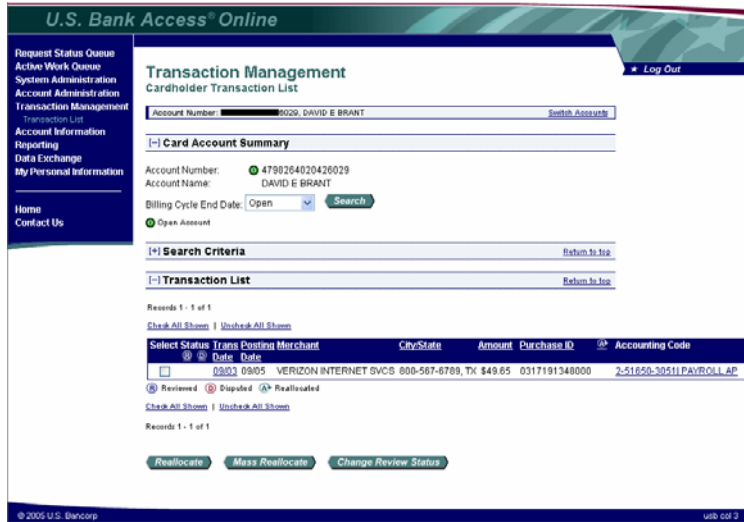 U.S. Bank Access® Online
Log Out
Request Status Queue
Active Work Queue
System Administration
Account Administration
Transaction Management
Transaction List
Account Information
Reporting
Data Exchange
My Personal Information
Home
Contact Us
Transaction Management
Cardholder Transaction List
Account Number: 6029, DAVID E BRANT Switch Accounts
[-] Card Account Summary
Account Number: 4798264020426029
Account Name: DAVID E BRANT
Billing Cycle End Date: Open Search
Open Account
[+] Search Criteria Return to top
[-] Transaction List Return to top
Records 1 - 1 of 1
Check All Shown | Uncheck All Shown
Select Status Trans Date Posting Date Merchant City/State Amount Purchase ID Accounting Code
R D A
09/03 09/05 VERIZON INTERNET SVCS 800-567-6789, TX $49.65 0317191348000 2-51650-3051| PAYROLL AP
R Reviewed D Disputed A Reallocated
Check All Shown | Uncheck All Shown
Records 1 - 1 of 1
Reallocate Mass Reallocate Change Review Status
© 2005 U.S. Bancorp usb col 3